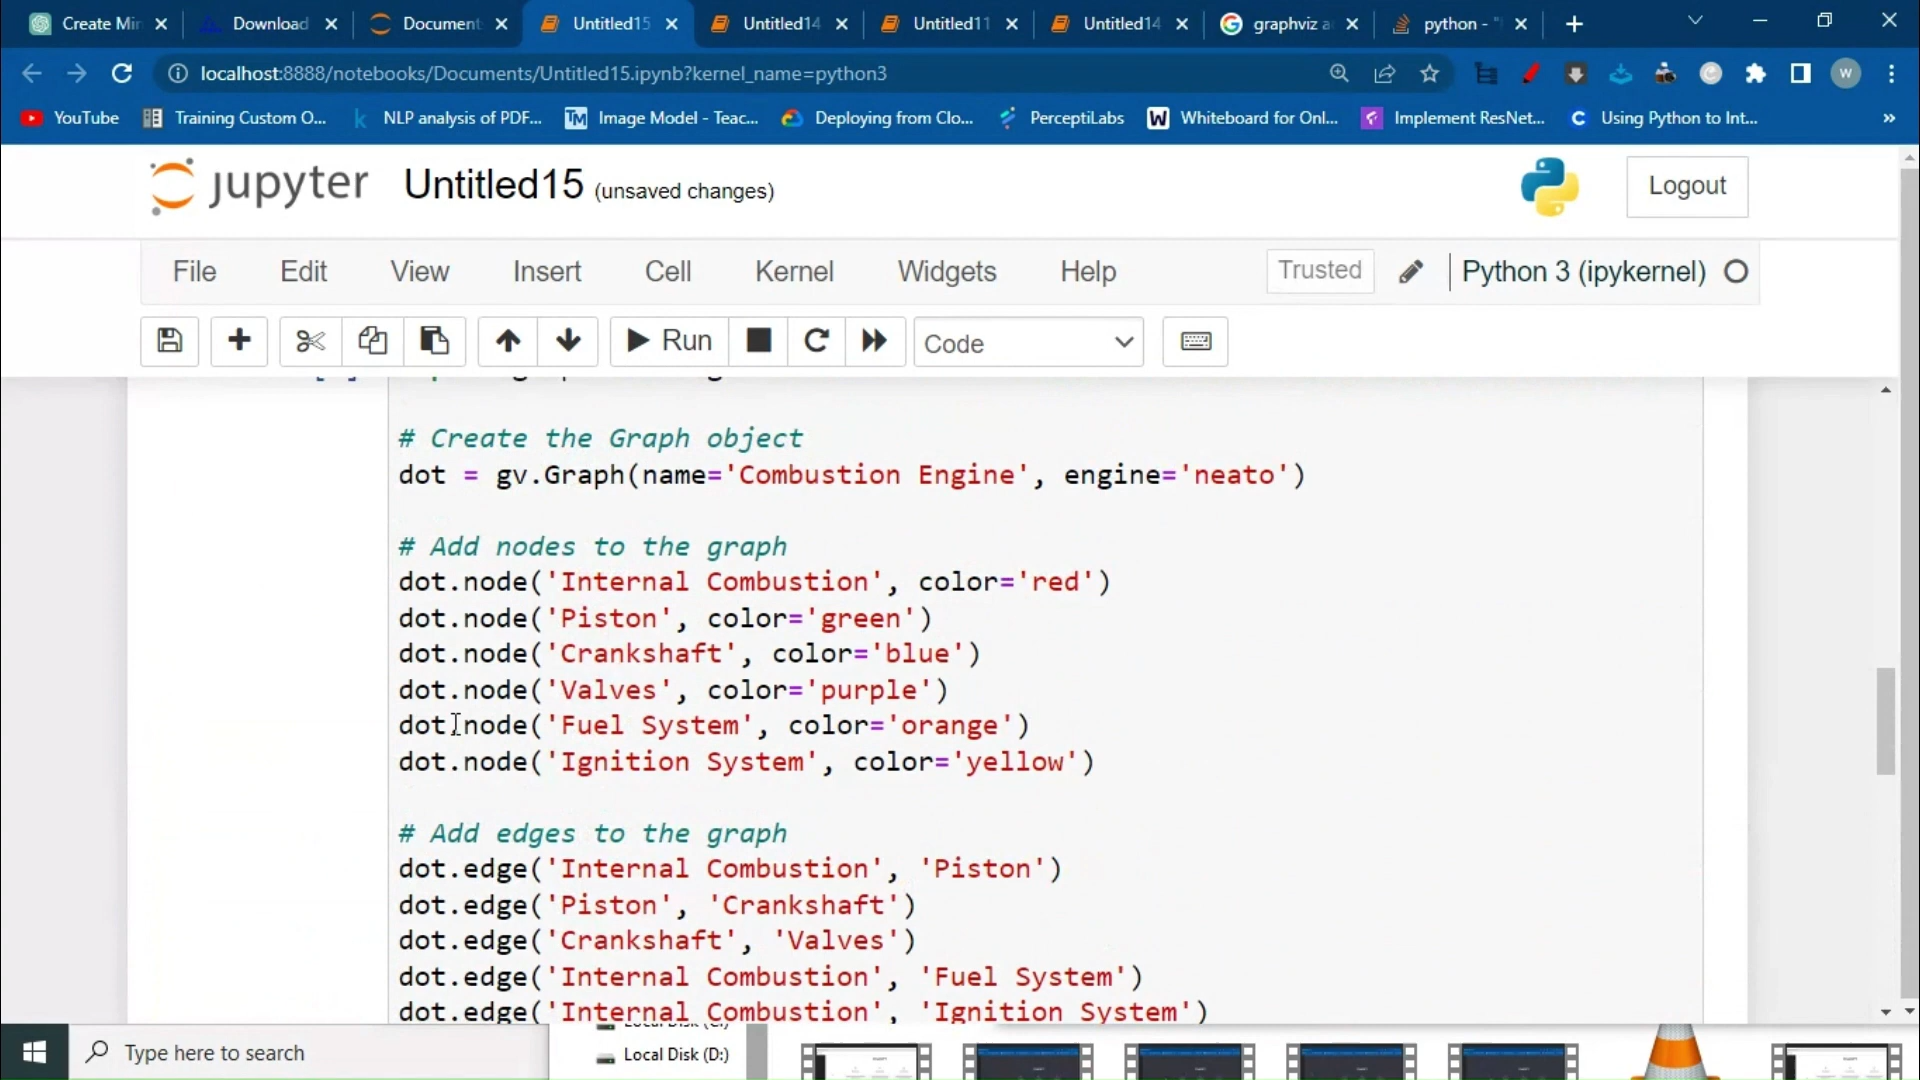 Create Min
Download
Document
Untitled15
Untitled14
Untitled11
Untitled14
graphviz a
python - "
localhost:8888/notebooks/Documents/Untitled15.ipynb?kernel_name=python3
W
YouTube
Training Custom O...
NLP analysis of PDF...
TM Image Model - Teac...
Deploying from Clo...
PerceptiLabs
W Whiteboard for Onl...
Implement ResNet...
C Using Python to Int...
»
jupyter Untitled15 (unsaved changes)
Logout
File Edit View Insert Cell Kernel Widgets Help
Trusted
Python 3 (ipykernel)
Run
Code
# Create the Graph object
dot = gv.Graph(name='Combustion Engine', engine='neato')
# Add nodes to the graph
dot.node('Internal Combustion', color='red')
dot.node('Piston', color='green')
dot.node('Crankshaft', color='blue')
dot.node('Valves', color='purple')
dot.node('Fuel System', color='orange')
dot.node('Ignition System', color='yellow')
# Add edges to the graph
dot.edge('Internal Combustion', 'Piston')
dot.edge('Piston', 'Crankshaft')
dot.edge('Crankshaft', 'Valves')
dot.edge('Internal Combustion', 'Fuel System')
dot.edge('Internal Combustion', 'Ignition System')
Type here to search
Local Disk (D:)